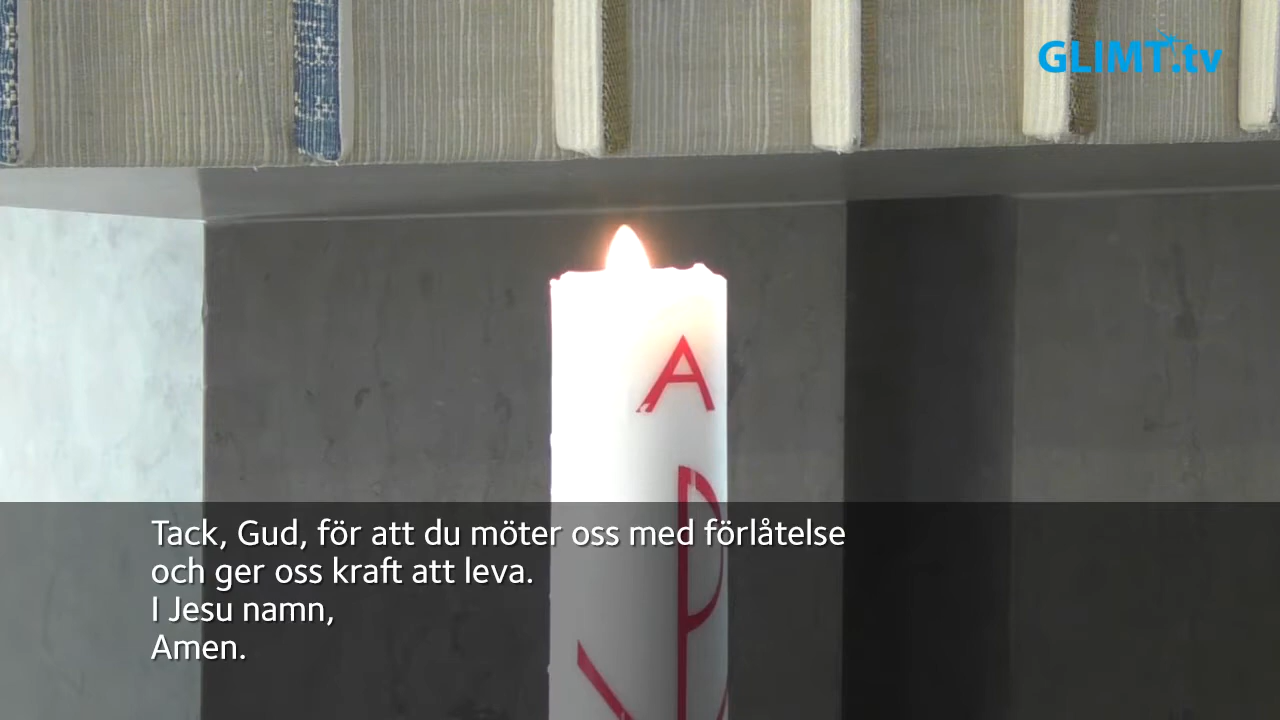 GLIMT.tv
A
Tack, Gud, för att du möter oss med förlåtelse
och ger oss kraft att leva.
I Jesu namn,
Amen.